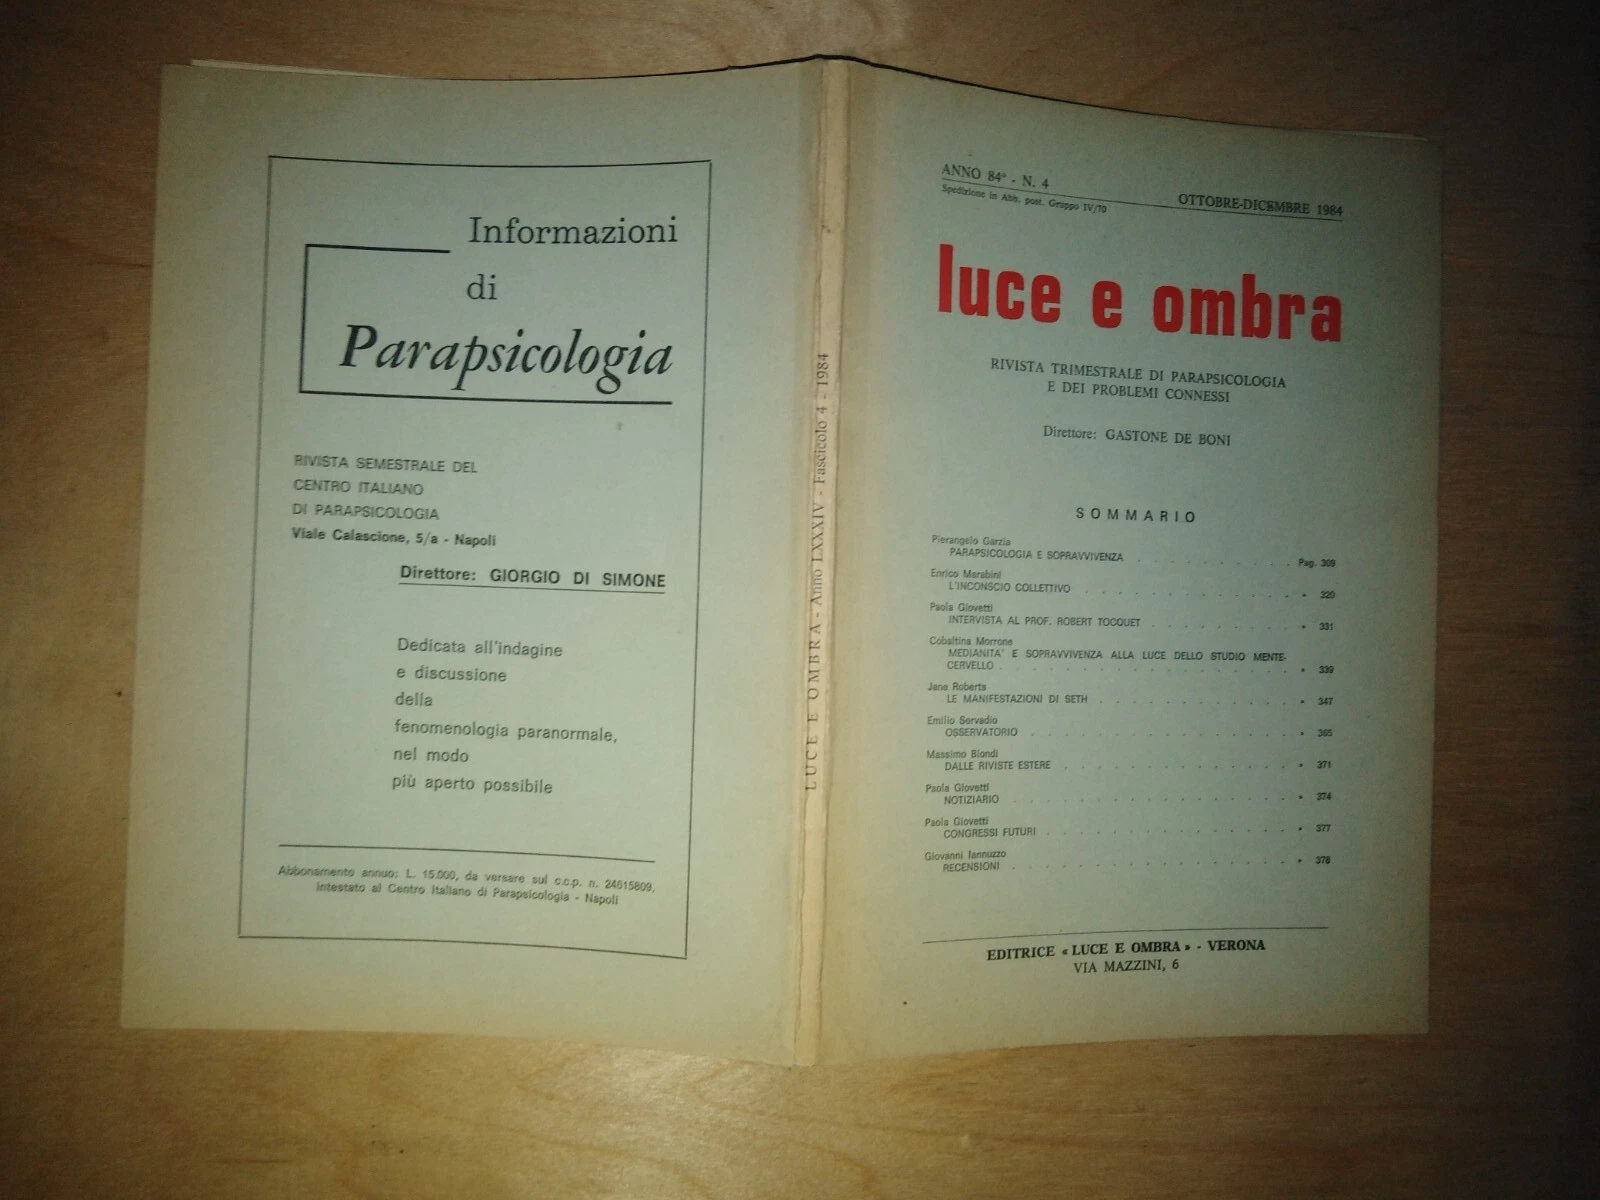 Informazioni
di
Parapsicologia
RIVISTA SEMESTRALE DEL
CENTRO ITALIANO
DI PARAPSICOLOGIA
Viale Calascione, 5/a - Napoli
Direttore: GIORGIO DI SIMONE
Dedicata all'indagine
e discussione
della
fenomenologia paranormale,
nel modo
più aperto possibile
Abbonamento annuo: L. 15.000, da versare sul c.c.p. n. 24615809,
intestato al Centro Italiano di Parapsicologia - Napoli
LUCE E OMBRA - Anno LXXXIV - Fascicolo 4 - 1984
ANNO 84° - N. 4
Spedizione in Abb. post. Gruppo IV/70
OTTOBRE-DICEMBRE 1984
luce e ombra
RIVISTA TRIMESTRALE DI PARAPSICOLOGIA
E DEI PROBLEMI CONNESSI
Direttore: GASTONE DE BONI
SOMMARIO
Pierangelo Garzia
PARAPSICOLOGIA E SOPRAVVIVENZA . . . . . . . . . . Pag. 309
Enrico Marabini
L'INCONSCIO COLLETTIVO . . . . . . . . . . . . . » 320
Paola Giovetti
INTERVISTA AL PROF. ROBERT TOCQUET . . . . . . . . . » 331
Cobaltina Morrone
MEDIANITA' E SOPRAVVIVENZA ALLA LUCE DELLO STUDIO MENTE-
CERVELLO . . . . . . . . . . . . . . . . . . » 339
Jane Roberts
LE MANIFESTAZIONI DI SETH . . . . . . . . . . . . » 347
Emilio Servadio
OSSERVATORIO . . . . . . . . . . . . . . . . » 365
Massimo Biondi
DALLE RIVISTE ESTERE . . . . . . . . . . . . . . » 371
Paola Giovetti
NOTIZIARIO . . . . . . . . . . . . . . . . . » 374
Paola Giovetti
CONGRESSI FUTURI . . . . . . . . . . . . . . . » 377
Giovanni Iannuzzo
RECENSIONI . . . . . . . . . . . . . . . . . » 378
EDITRICE « LUCE E OMBRA » - VERONA
VIA MAZZINI, 6